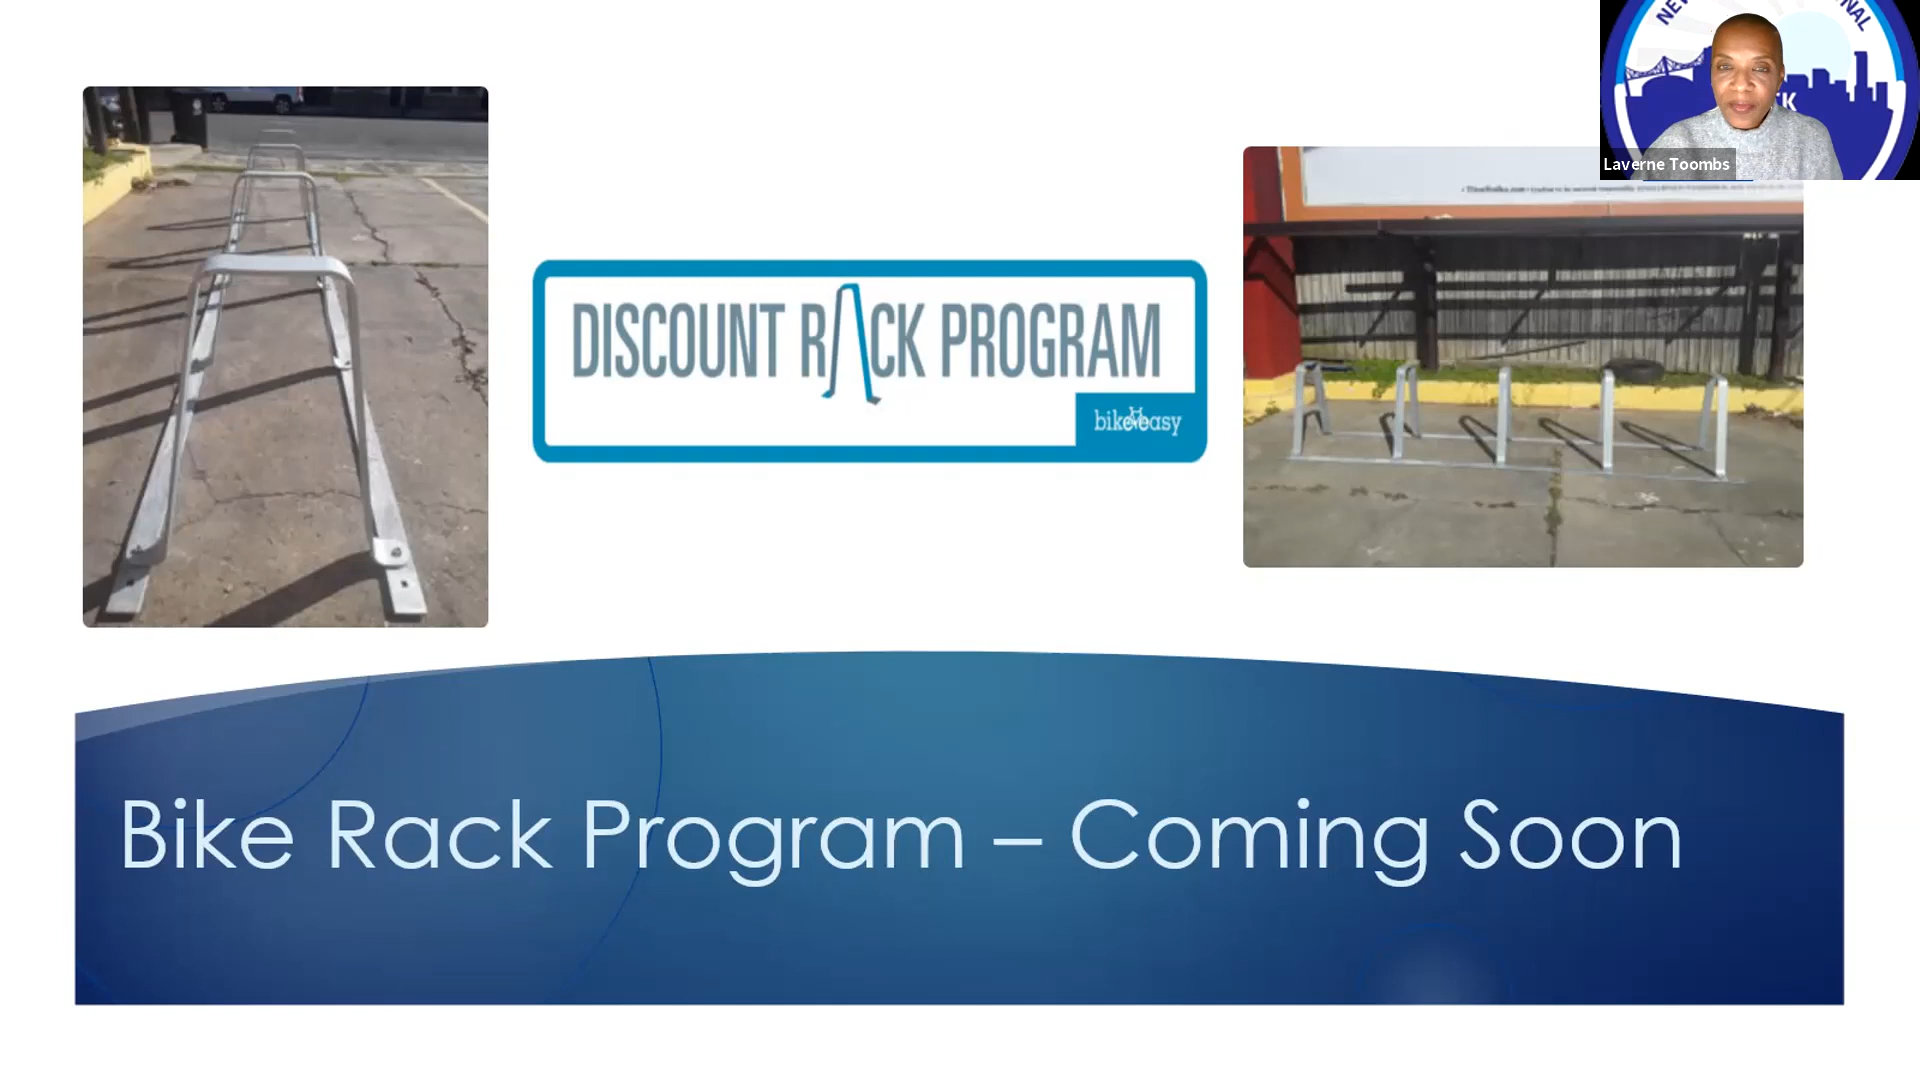 Laverne Toombs
DISCOUNT RACK PROGRAM
bikeeasy
Bike Rack Program – Coming Soon